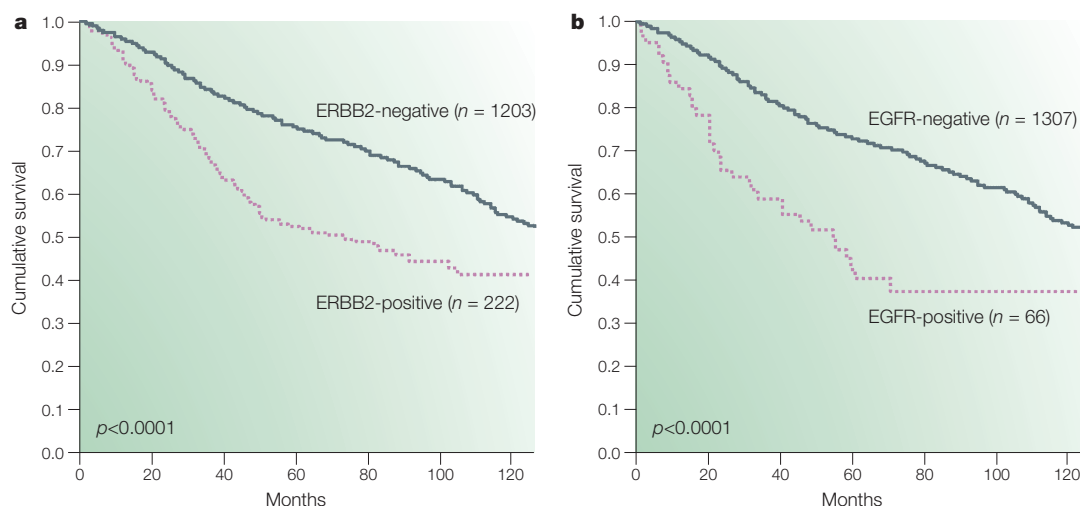 a
1.0
0.9
0.8
0.7
0.6
0.5
0.4
0.3
0.2
0.1
0.0
Cumulative survival
ERBB2-negative (n = 1203)
ERBB2-positive (n = 222)
p<0.0001
0 20 40 60 80 100 120
Months
b
1.0
0.9
0.8
0.7
0.6
0.5
0.4
0.3
0.2
0.1
0.0
Cumulative survival
EGFR-negative (n = 1307)
EGFR-positive (n = 66)
p<0.0001
0 20 40 60 80 100 120
Months